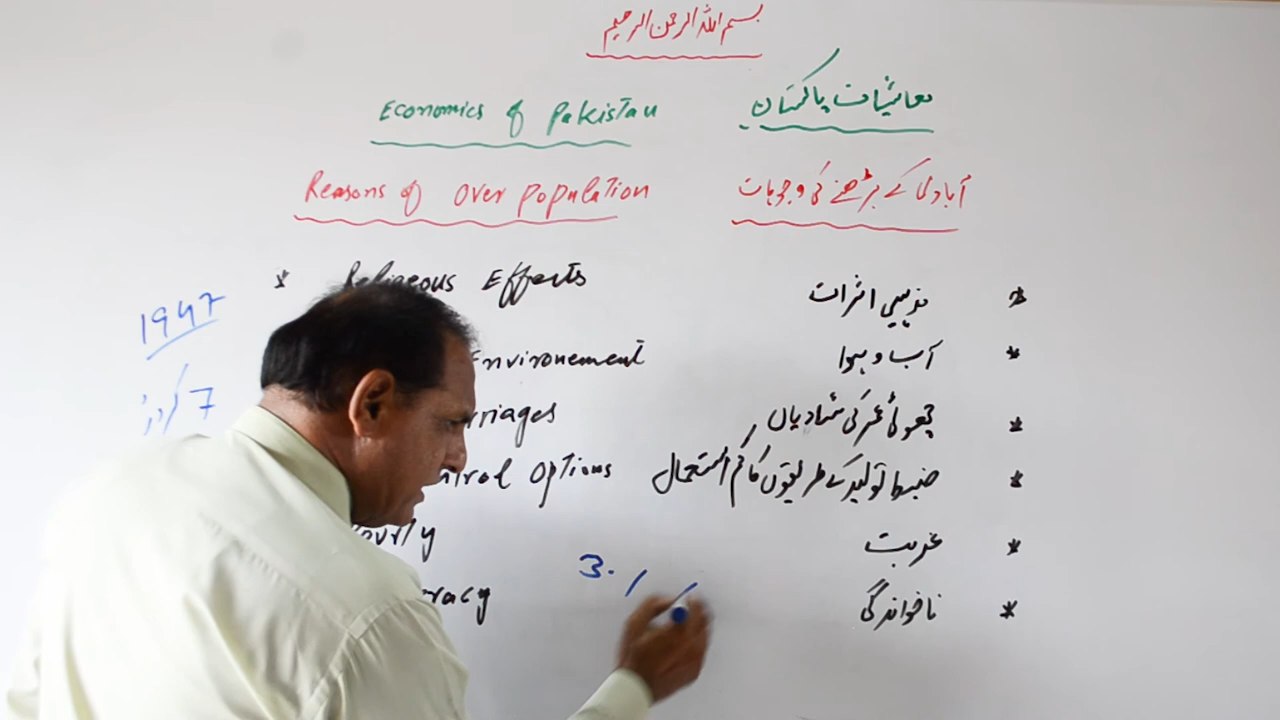 بسم اللہ الرحمن الرحیم
Economics of Pakistan معاشیات پاکستان
Reasons of Over population آبادی کے بڑھنے کی وجوہات
* Religeous Effects مذہبی اثرات *
1947
Environement آب و ہوا *
rriages چھوٹی عمر کی شادیاں *
7 کروڑ
ntrol Options ضبط تولید کے طریقوں کا کم استعمال *
غربت *
3.
racy ناخواندگی *